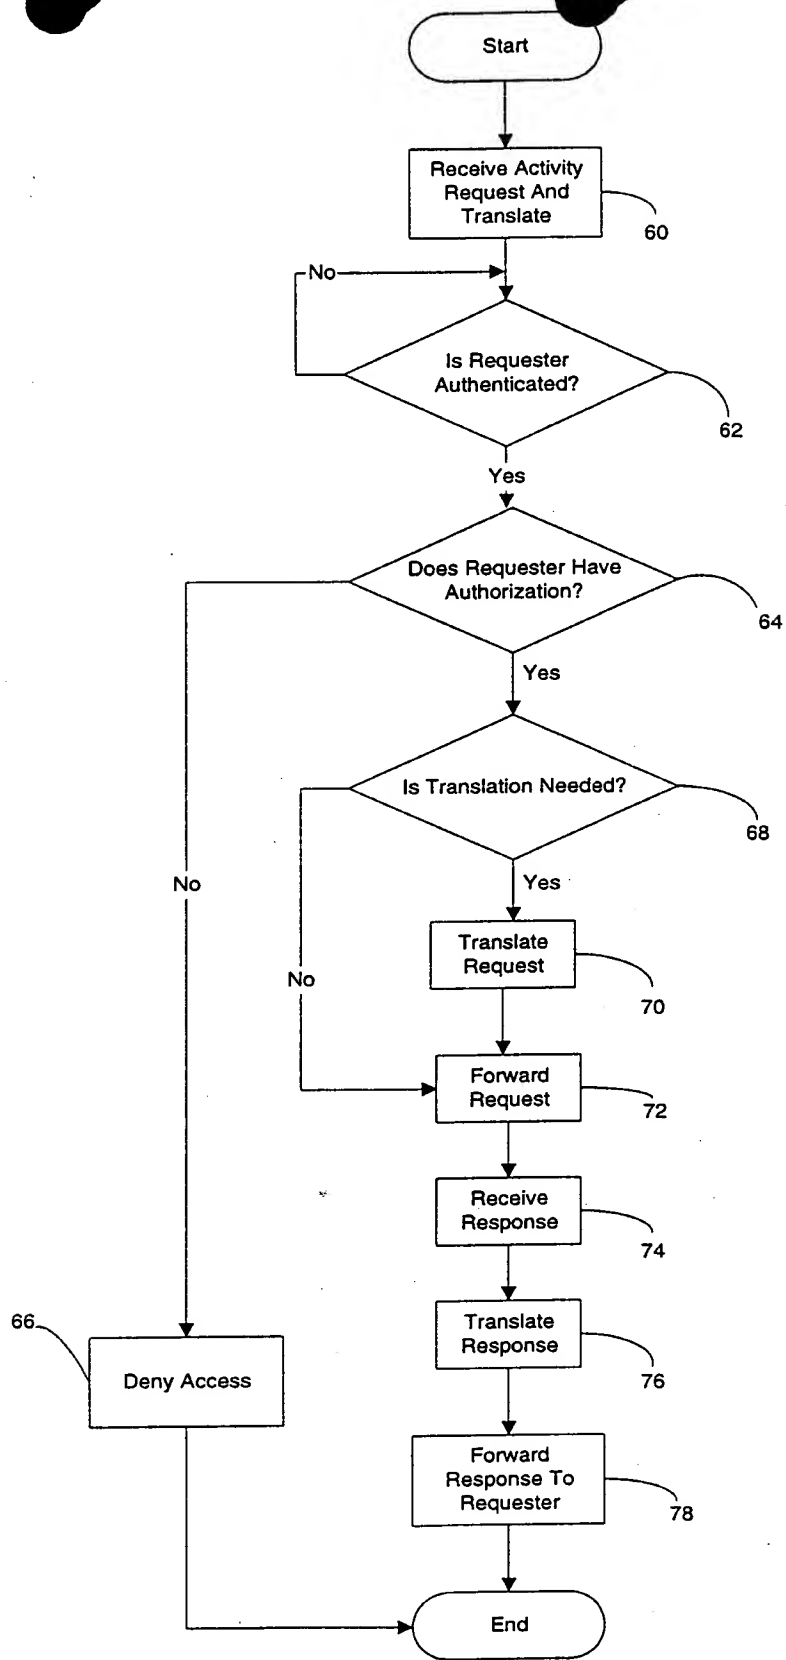 Start
Receive Activity
Request And
Translate
60
No
Is Requester
Authenticated?
62
Yes
Does Requester Have
Authorization?
64
Yes
Is Translation Needed?
68
No
Yes
Translate
Request
70
No
Forward
Request
72
Receive
Response
74
66
Translate
Response
76
Deny Access
Forward
Response To
Requester
78
End